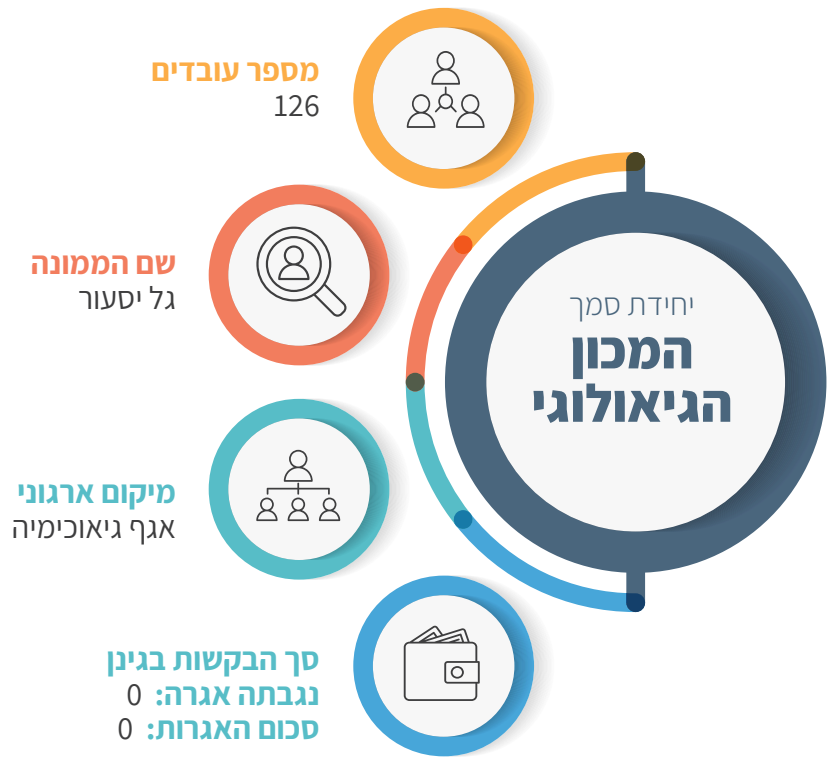 יחידת סמך
המכון
הגיאולוגי
מספר עובדים
126
שם הממונה
גל יסעור
מיקום ארגוני
אגף גיאוכימיה
סך הבקשות בגינן
נגבתה אגרה: 0
סכום האגרות: 0